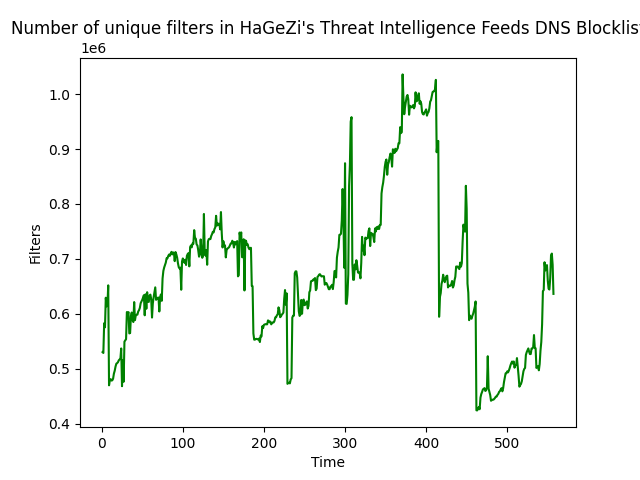 Number of unique filters in HaGeZi's Threat Intelligence Feeds DNS Blocklist
1e6
1.0
0.9
0.8
0.7
0.6
0.5
0.4
Filters
0 100 200 300 400 500
Time